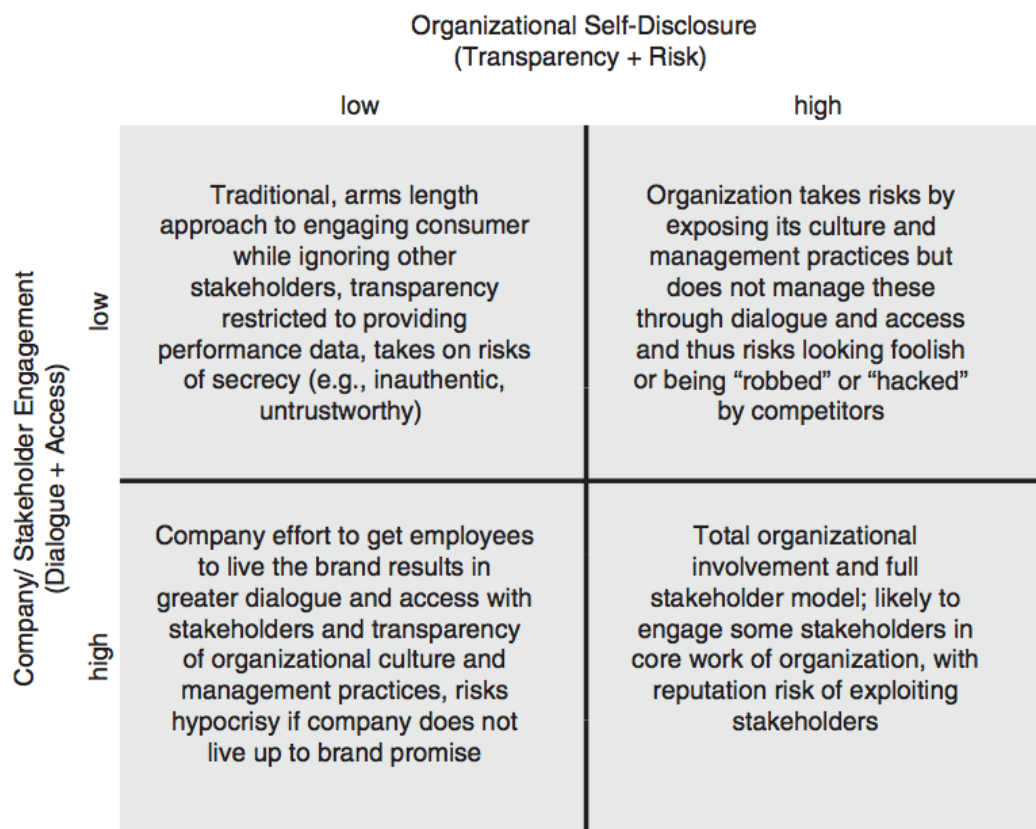 Organizational Self-Disclosure
(Transparency + Risk)
low
high
Company/ Stakeholder Engagement
(Dialogue + Access)
low
Traditional, arms length
approach to engaging consumer
while ignoring other
stakeholders, transparency
restricted to providing
performance data, takes on risks
of secrecy (e.g., inauthentic,
untrustworthy)
Organization takes risks by
exposing its culture and
management practices but
does not manage these
through dialogue and access
and thus risks looking foolish
or being “robbed” or “hacked”
by competitors
high
Company effort to get employees
to live the brand results in
greater dialogue and access with
stakeholders and transparency
of organizational culture and
management practices, risks
hypocrisy if company does not
live up to brand promise
Total organizational
involvement and full
stakeholder model; likely to
engage some stakeholders in
core work of organization, with
reputation risk of exploiting
stakeholders